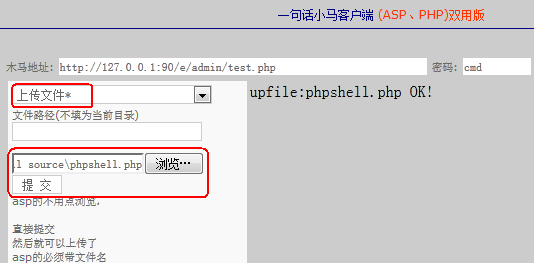 一句话小马客户端 (ASP、PHP)双用版
木马地址: http://127.0.0.1:90/e/admin/test.php 密码: cmd
上传文件*
upfile:phpshell.php OK!
文件路径(不填为当前目录)
l source\phpshell.php 浏览…
提 交
asp的不用点浏览,
直接提交
然后就可以上传了
asp的必须带文件名